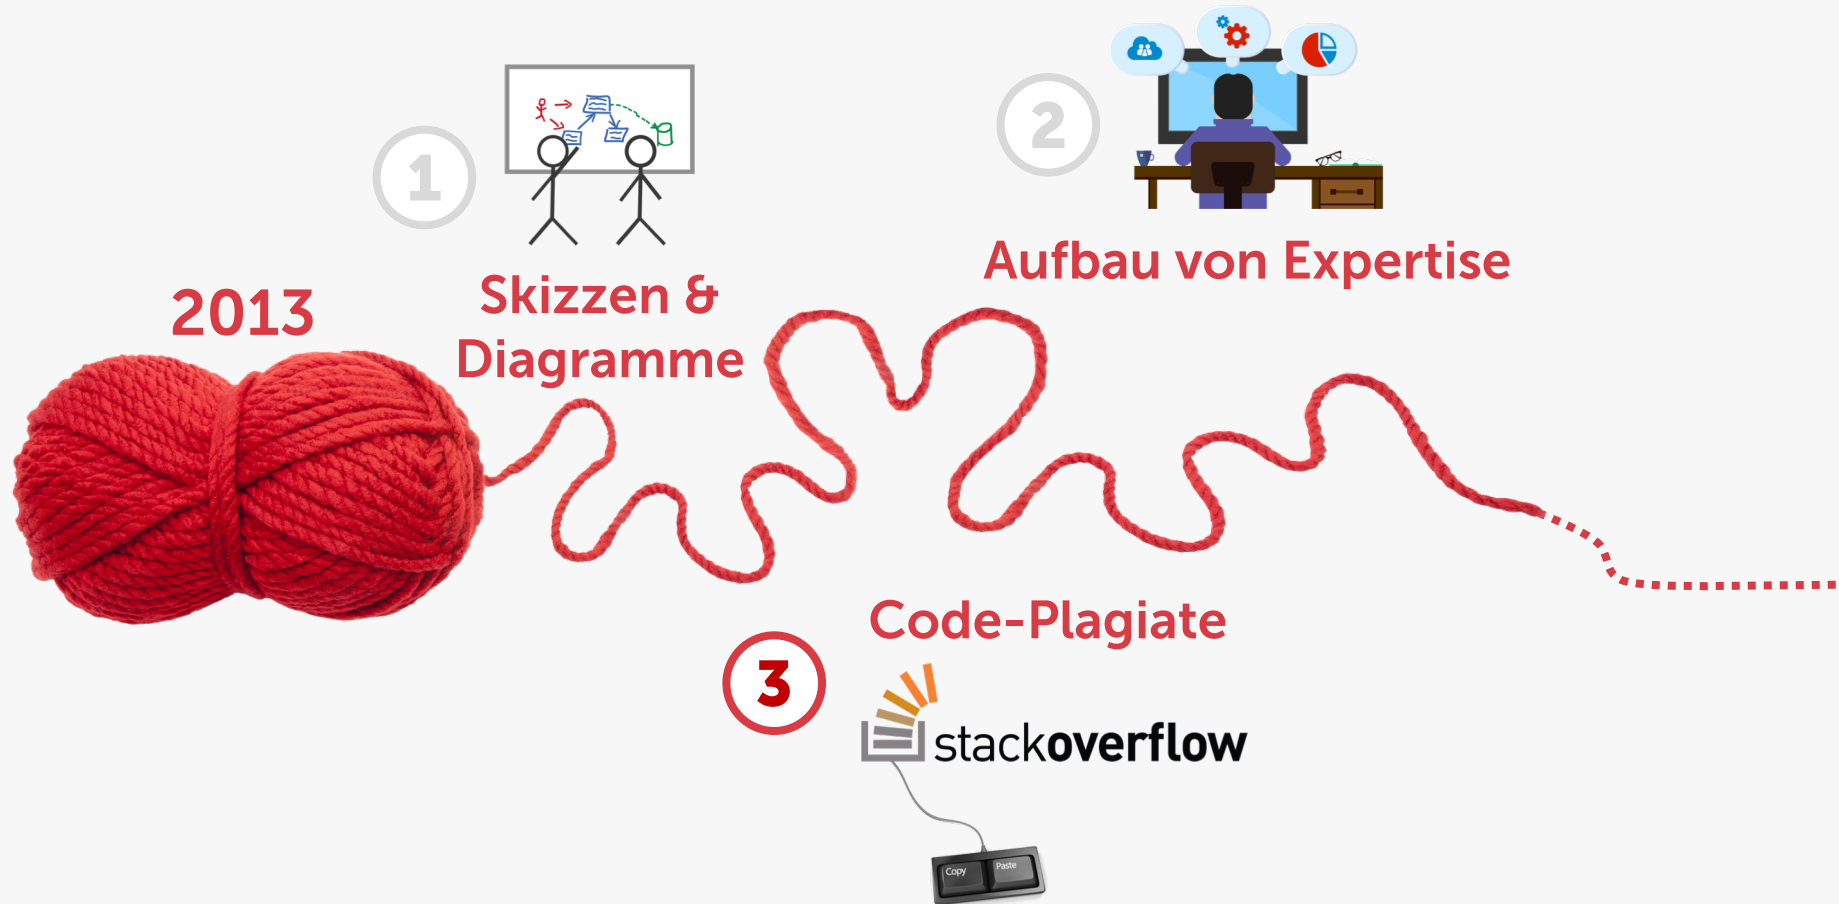 2013
1
Skizzen &
Diagramme
2
Aufbau von Expertise
3
Code-Plagiate
stackoverflow
Copy
Paste